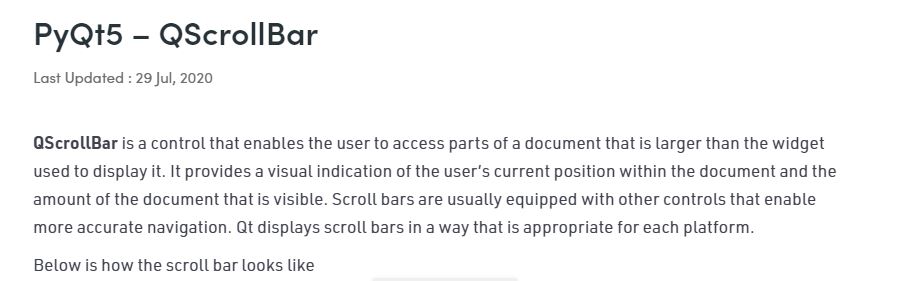 PyQt5 – QScrollBar
Last Updated : 29 Jul, 2020
QScrollBar is a control that enables the user to access parts of a document that is larger than the widget
used to display it. It provides a visual indication of the user’s current position within the document and the
amount of the document that is visible. Scroll bars are usually equipped with other controls that enable
more accurate navigation. Qt displays scroll bars in a way that is appropriate for each platform.
Below is how the scroll bar looks like